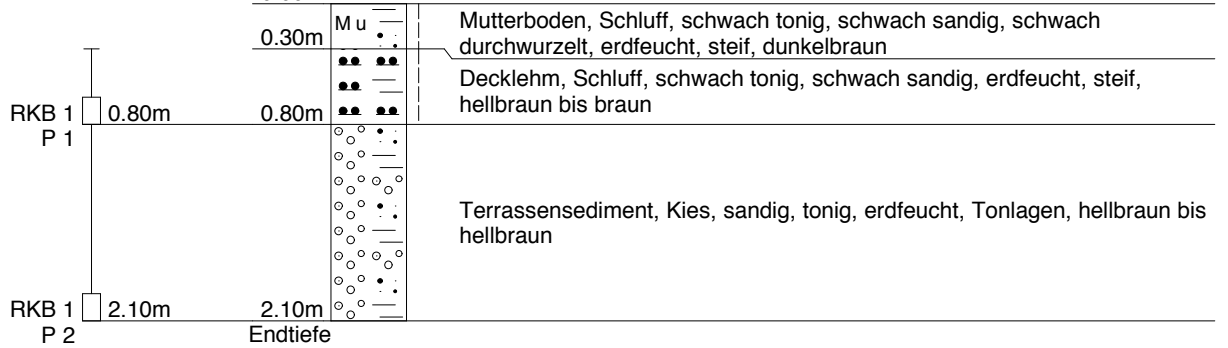 Mu
Mutterboden, Schluff, schwach tonig, schwach sandig, schwach
0.30m
durchwurzelt, erdfeucht, steif, dunkelbraun
Decklehm, Schluff, schwach tonig, schwach sandig, erdfeucht, steif,
hellbraun bis braun
RKB 1 0.80m 0.80m
P 1
Terrassensediment, Kies, sandig, tonig, erdfeucht, Tonlagen, hellbraun bis
hellbraun
RKB 1 2.10m 2.10m
P 2 Endtiefe